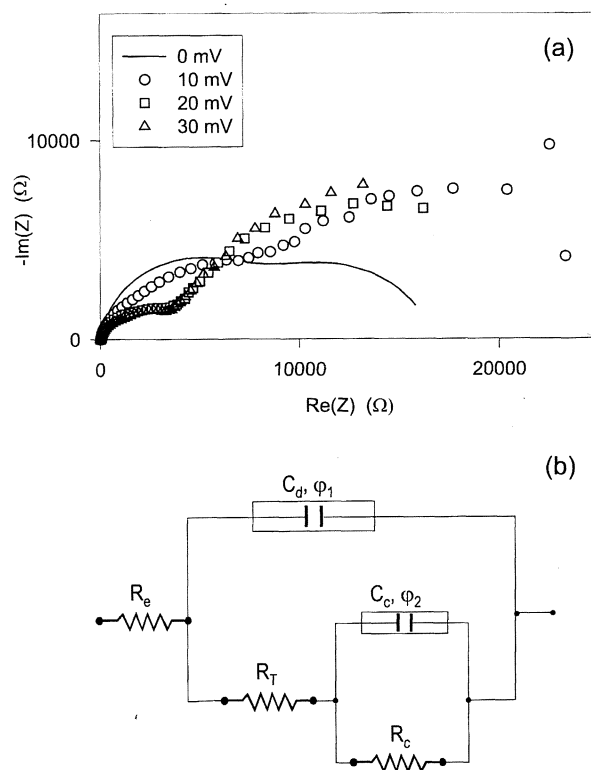 (a)
0 mV
10 mV
20 mV
30 mV
10000
-Im(Z) (Ω)
0
0 10000 20000
Re(Z) (Ω)
(b)
C_d, φ_1
R_e
C_c, φ_2
R_T
R_c